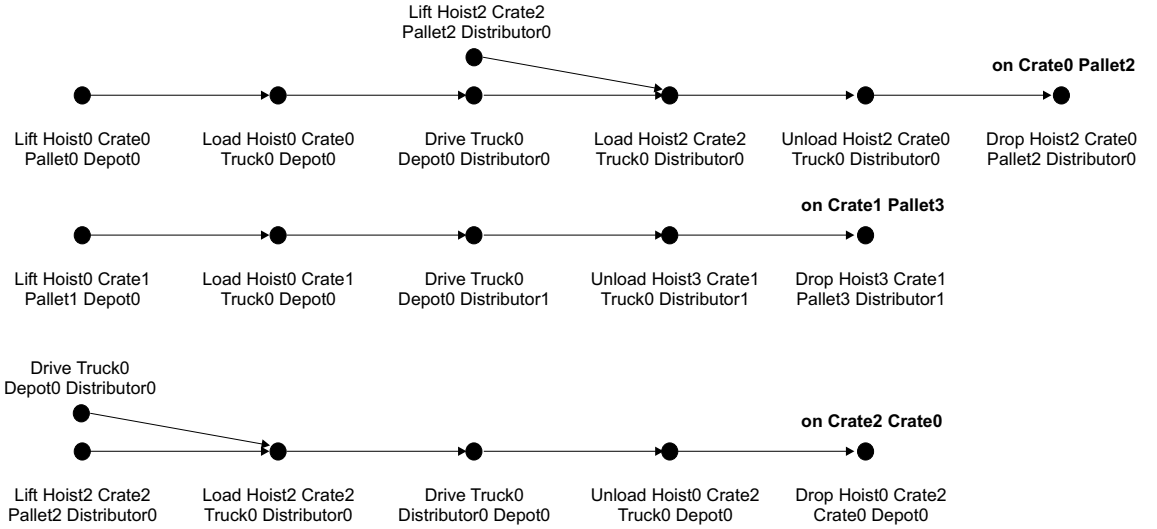 Lift Hoist2 Crate2
Pallet2 Distributor0
on Crate0 Pallet2
Lift Hoist0 Crate0
Pallet0 Depot0
Load Hoist0 Crate0
Truck0 Depot0
Drive Truck0
Depot0 Distributor0
Load Hoist2 Crate2
Truck0 Distributor0
Unload Hoist2 Crate0
Truck0 Distributor0
Drop Hoist2 Crate0
Pallet2 Distributor0
on Crate1 Pallet3
Lift Hoist0 Crate1
Pallet1 Depot0
Load Hoist0 Crate1
Truck0 Depot0
Drive Truck0
Depot0 Distributor1
Unload Hoist3 Crate1
Truck0 Distributor1
Drop Hoist3 Crate1
Pallet3 Distributor1
Drive Truck0
Depot0 Distributor0
on Crate2 Crate0
Lift Hoist2 Crate2
Pallet2 Distributor0
Load Hoist2 Crate2
Truck0 Distributor0
Drive Truck0
Distributor0 Depot0
Unload Hoist0 Crate2
Truck0 Depot0
Drop Hoist0 Crate2
Crate0 Depot0